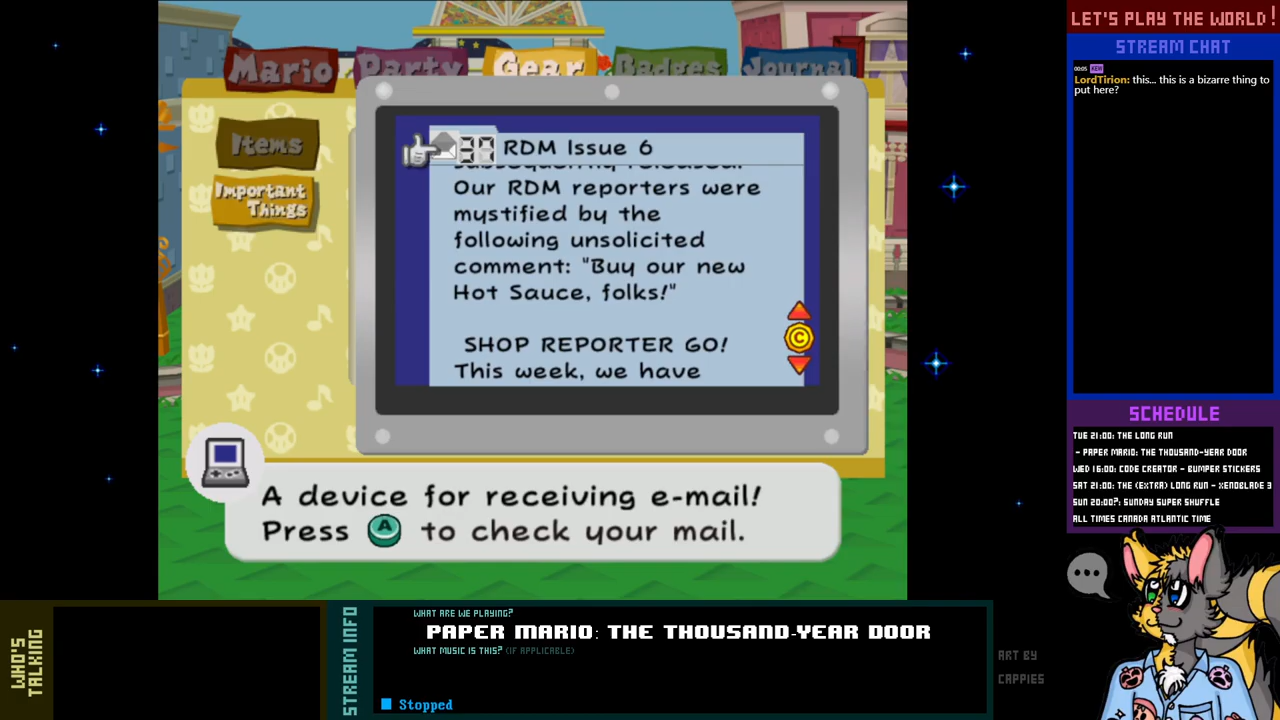 Mario
Party
Gear
Badges
Journal
Items
Important
Things
RDM Issue 6
subsequently released.
Our RDM reporters were
mystified by the
following unsolicited
comment: "Buy our new
Hot Sauce, folks!"
SHOP REPORTER GO!
This week, we have
C
A device for receiving e-mail!
Press A to check your mail.
LET'S PLAY THE WORLD!
STREAM CHAT
LordTirion: this... this is a bizarre thing to
put here?
SCHEDULE
TUE 21:00: THE LONG RUN
- PAPER MARIO: THE THOUSAND-YEAR DOOR
WED 16:00: CODE CREATOR - BUMPER STICKERS
SAT 21:00: THE (EXTRA) LONG RUN - XENOBLADE 3
SUN 20:00?: SUNDAY SUPER SHUFFLE
ALL TIMES CANADA ATLANTIC TIME
WHO'S
TALKING
STREAM INFO
WHAT ARE WE PLAYING?
PAPER MARIO: THE THOUSAND-YEAR DOOR
WHAT MUSIC IS THIS? (IF APPLICABLE)
Stopped
ART BY
CAPPIES